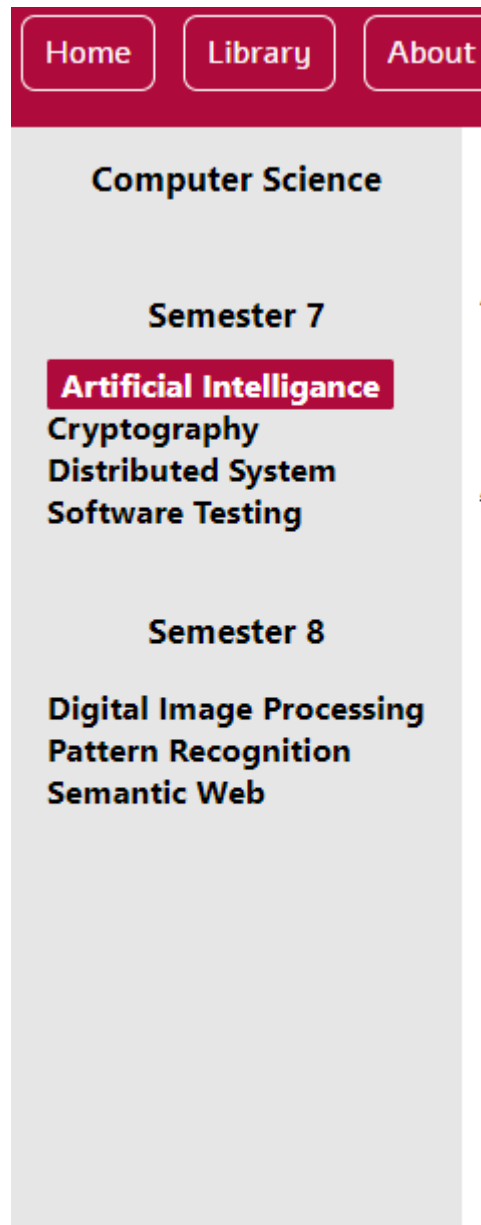 Home Library About
Computer Science
Semester 7
Artificial Intelligance
Cryptography
Distributed System
Software Testing
Semester 8
Digital Image Processing
Pattern Recognition
Semantic Web